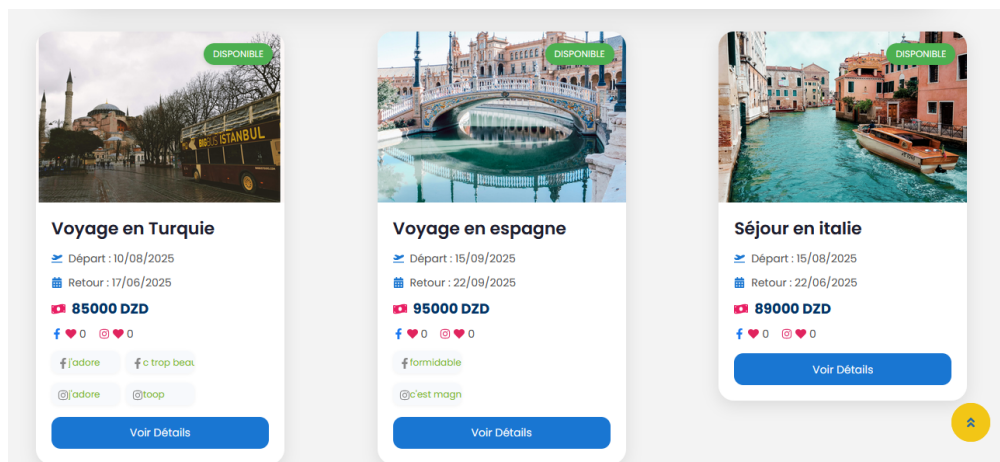 DISPONIBLE
BIGBUS ISTANBUL
Voyage en Turquie
Départ : 10/08/2025
Retour : 17/06/2025
85000 DZD
0 0
j'adore c trop beau
j'adore toop
Voir Détails
DISPONIBLE
Voyage en espagne
Départ : 15/09/2025
Retour : 22/09/2025
95000 DZD
0 0
formidable
c'est magn
Voir Détails
DISPONIBLE
Séjour en italie
Départ : 15/08/2025
Retour : 22/06/2025
89000 DZD
0 0
Voir Détails